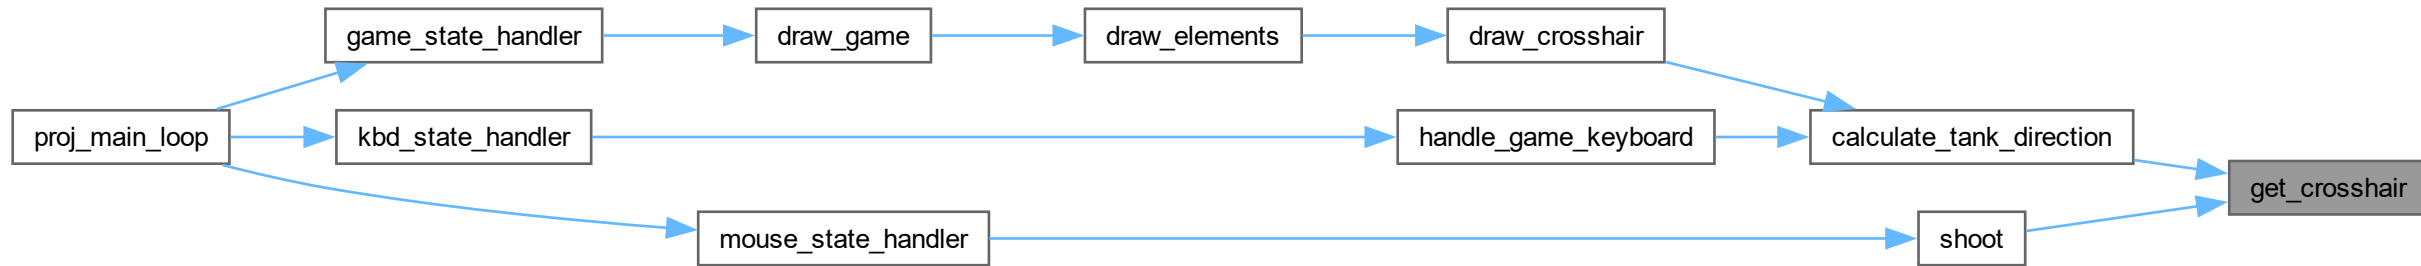 game_state_handler
draw_game
draw_elements
draw_crosshair
proj_main_loop
kbd_state_handler
handle_game_keyboard
calculate_tank_direction
get_crosshair
mouse_state_handler
shoot